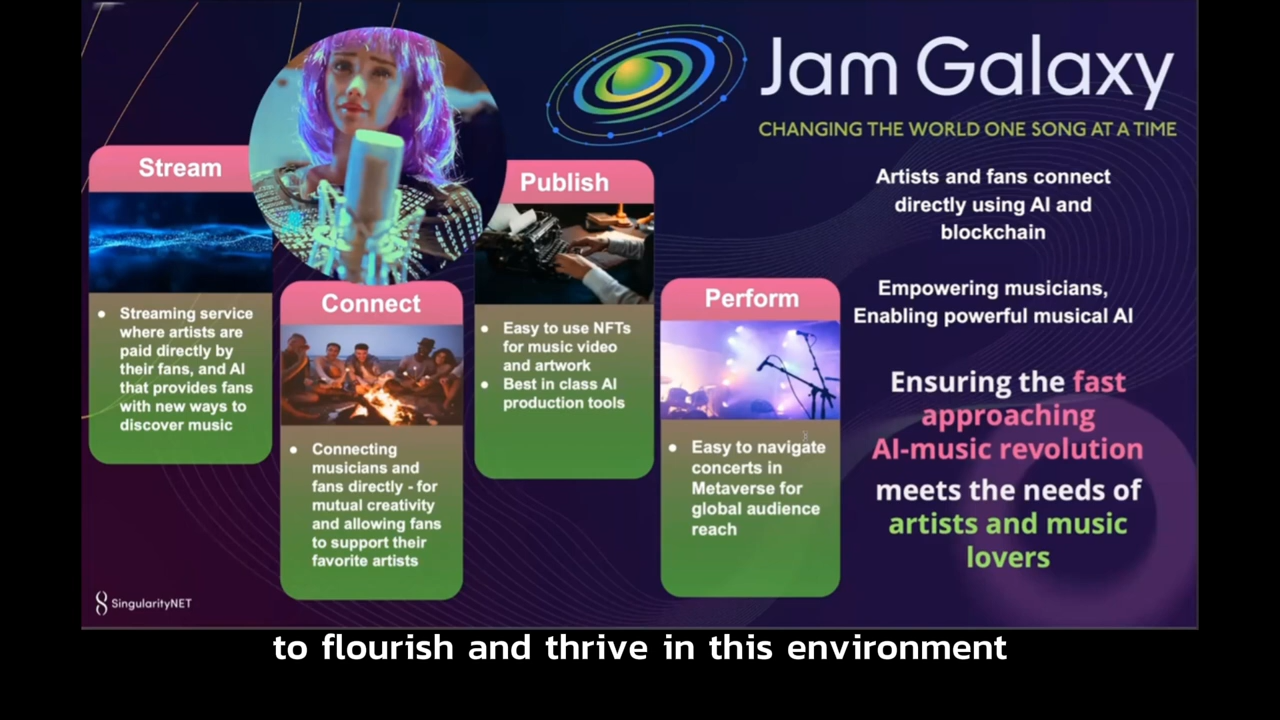 Jam Galaxy
CHANGING THE WORLD ONE SONG AT A TIME
Stream
• Streaming service
where artists are
paid directly by
their fans, and AI
that provides fans
with new ways to
discover music
Connect
• Connecting
musicians and
fans directly - for
mutual creativity
and allowing fans
to support their
favorite artists
Publish
• Easy to use NFTs
for music video
and artwork
• Best in class AI
production tools
Perform
• Easy to navigate
concerts in
Metaverse for
global audience
reach
Artists and fans connect
directly using AI and
blockchain
Empowering musicians,
Enabling powerful musical AI
Ensuring the fast
approaching
AI-music revolution
meets the needs of
artists and music
lovers
SingularityNET
to flourish and thrive in this environment